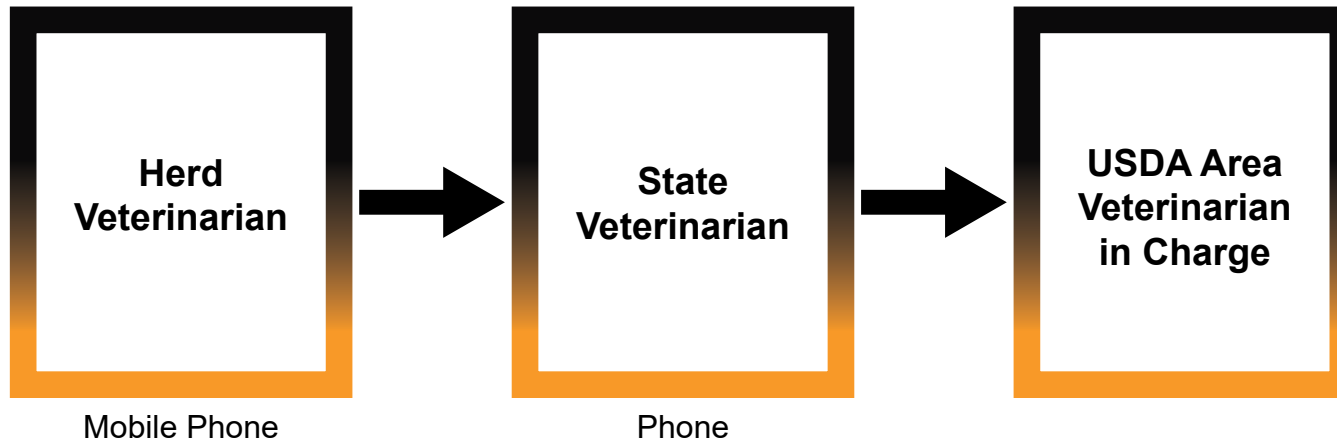 Herd
Veterinarian
State
Veterinarian
USDA Area
Veterinarian
in Charge
Mobile Phone
Phone